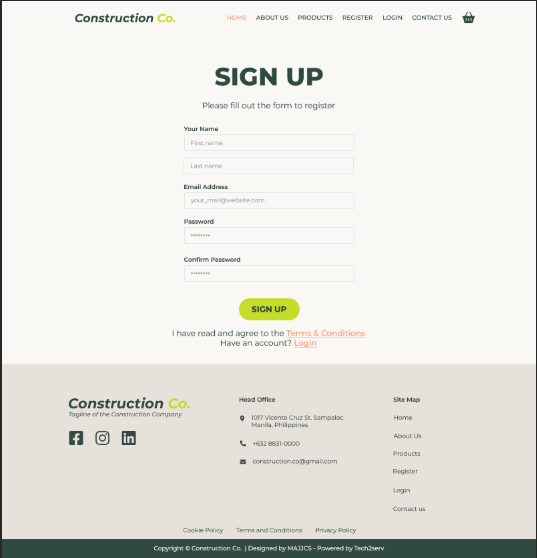 Construction Co.
HOME ABOUT US PRODUCTS REGISTER LOGIN CONTACT US
SIGN UP
Please fill out the form to register
Your Name
First name
Last name
Email Address
your_mail@website.com
Password
********
Confirm Password
********
SIGN UP
I have read and agree to the Terms & Conditions
Have an account? Login
Construction Co.
Tagline of the Construction Company
Head Office
1017 Vicente Cruz St. Sampaloc
Manila, Philippines
+632 8831-0000
construction.co@gmail.com
Site Map
Home
About Us
Products
Register
Login
Contact us
Cookie Policy Terms and Conditions Privacy Policy
Copyright © Construction Co. | Designed by MAJJCS - Powered by Tech2serv